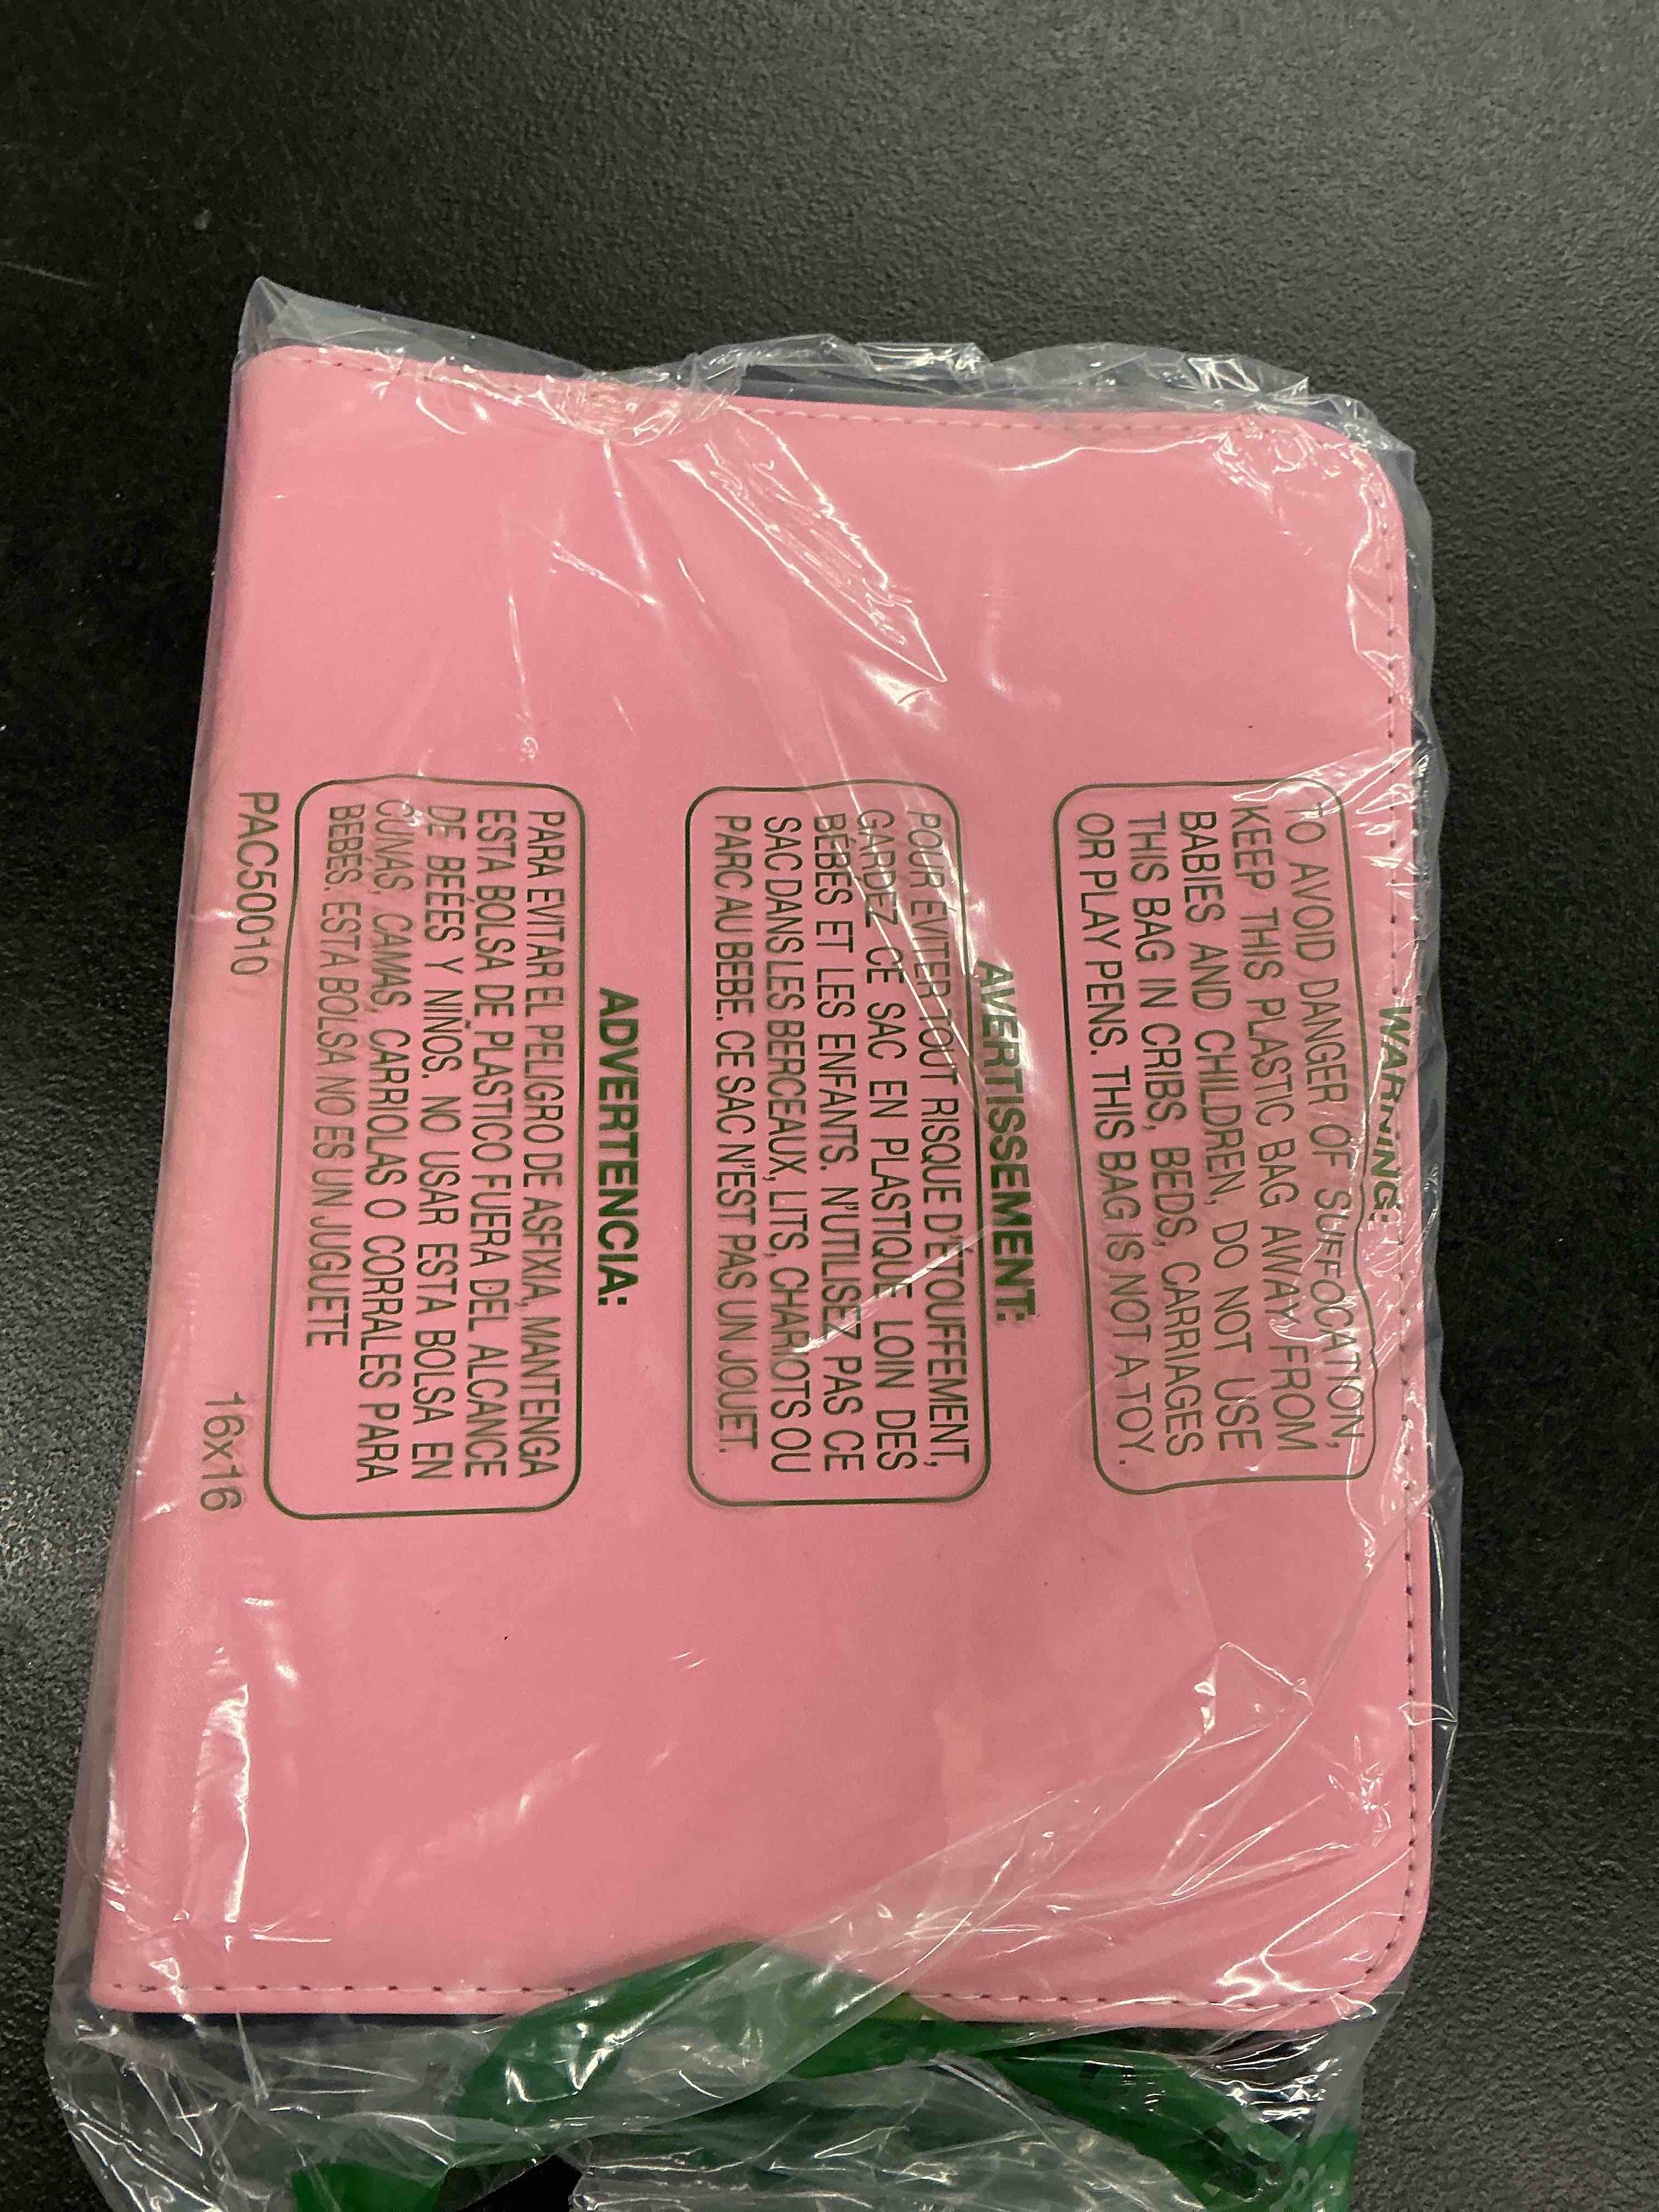 WARNING:
TO AVOID DANGER OF SUFFOCATION,
KEEP THIS PLASTIC BAG AWAY FROM
BABIES AND CHILDREN, DO NOT USE
THIS BAG IN CRIBS, BEDS, CARRIAGES
OR PLAY PENS. THIS BAG IS NOT A TOY.
AVERTISSEMENT:
POUR ÉVITER TOUT RISQUE D'ÉTOUFFEMENT,
GARDEZ CE SAC EN PLASTIQUE LOIN DES
BÉBES ET LES ENFANTS. N'UTILISEZ PAS CE
SAC DANS LES BERCEAUX, LITS, CHARIOTS OU
PARC AU BEBE. CE SAC N'EST PAS UN JOUJET.
ADVERTENCIA:
PARA EVITAR EL PELIGRO DE ASFIXIA, MANTENGA
ESTA BOLSA DE PLASTICO FUERA DEL ALCANCE
DE BEÉES Y NIÑOS. NO USAR ESTA BOLSA EN
CUNAS, CAMAS, CARRIOLAS O CORRALES PARA
BEBES. ESTA BOLSA NO ES UN JUGUETE
PAC50010 16x16